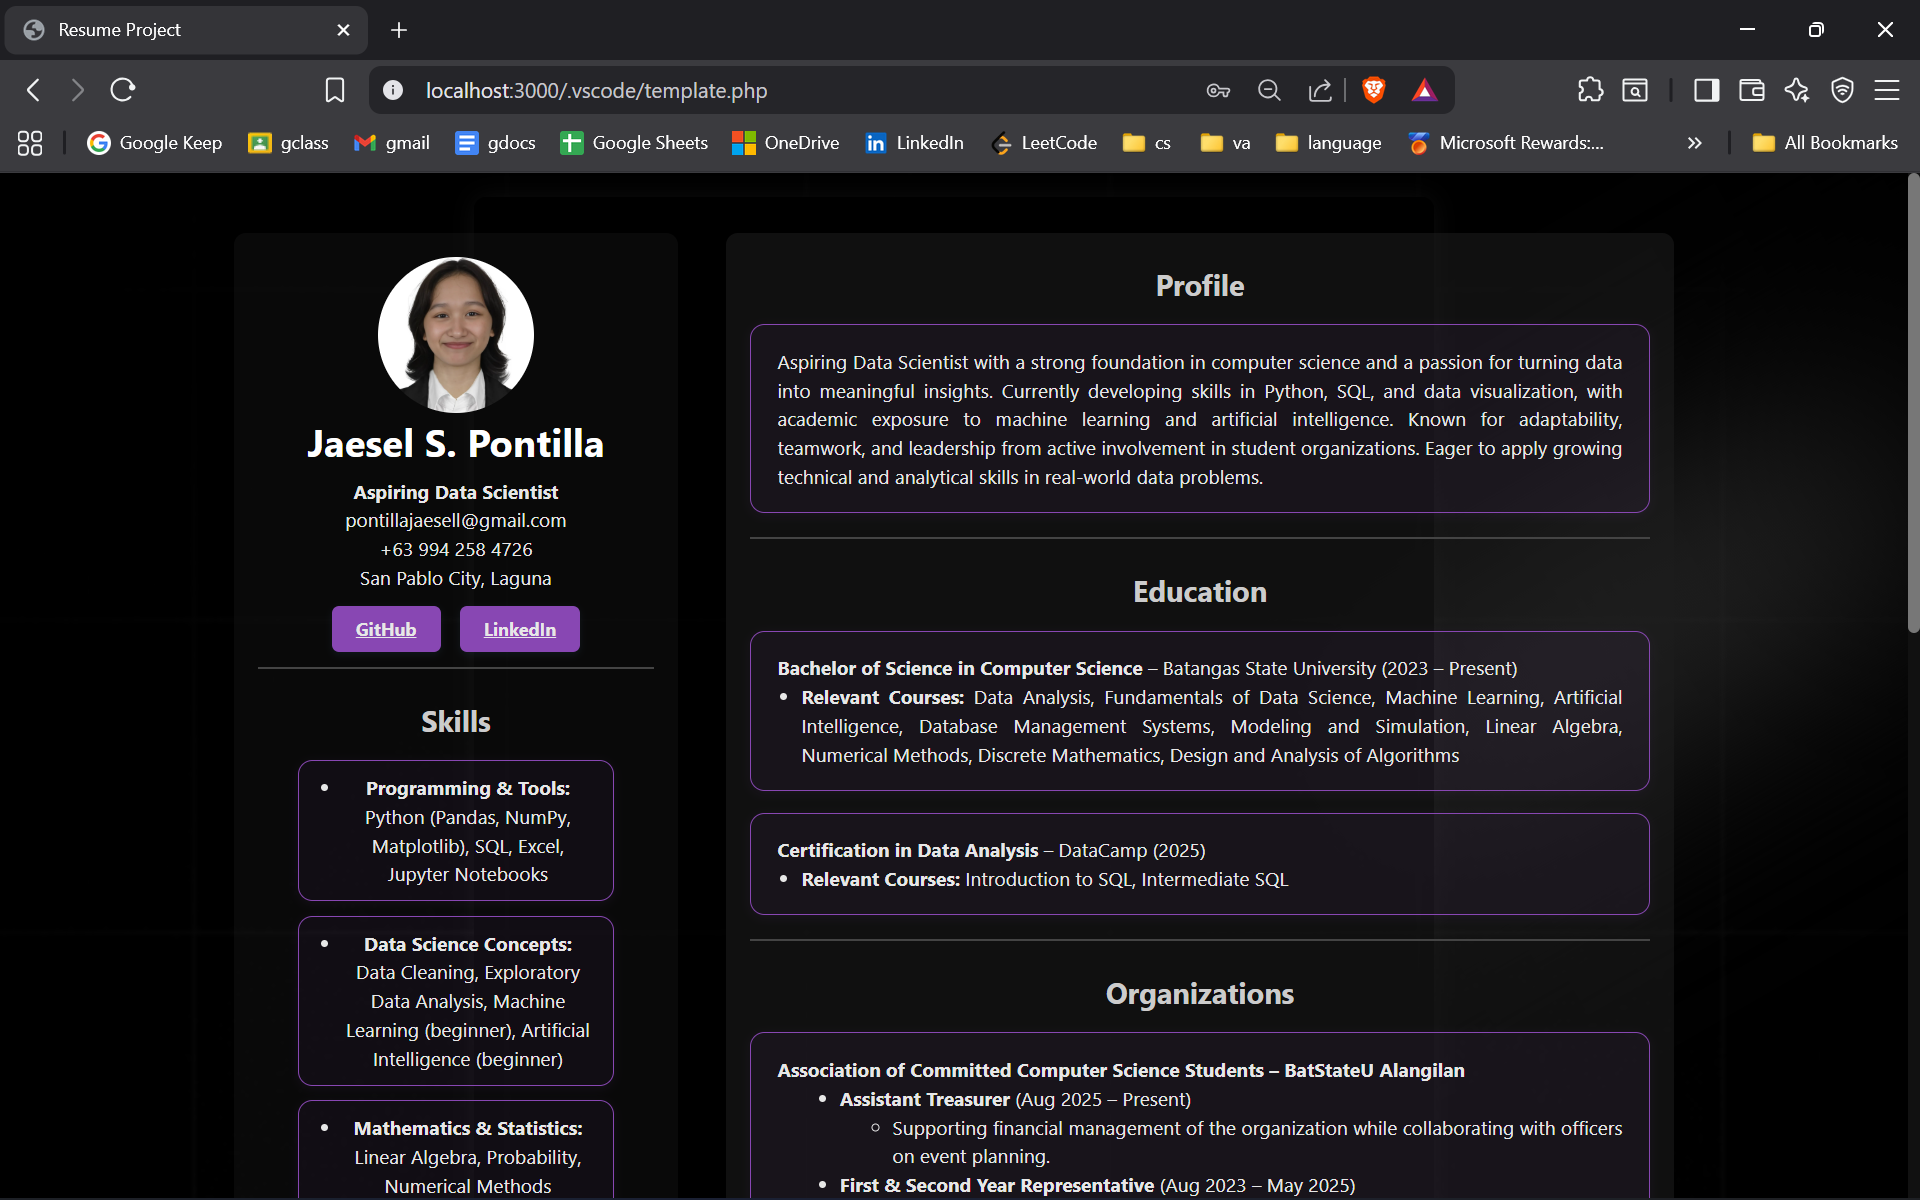 Resume Project
localhost:3000/.vscode/template.php
Google Keep
gclass
gmail
gdocs
Google Sheets
OneDrive
LinkedIn
LeetCode
cs
va
language
Microsoft Rewards:...
All Bookmarks
Jaesel S. Pontilla
Aspiring Data Scientist
pontillajaesell@gmail.com
+63 994 258 4726
San Pablo City, Laguna
GitHub
LinkedIn
Skills
• Programming & Tools:
Python (Pandas, NumPy,
Matplotlib), SQL, Excel,
Jupyter Notebooks
• Data Science Concepts:
Data Cleaning, Exploratory
Data Analysis, Machine
Learning (beginner), Artificial
Intelligence (beginner)
• Mathematics & Statistics:
Linear Algebra, Probability,
Numerical Methods
Profile
Aspiring Data Scientist with a strong foundation in computer science and a passion for turning data
into meaningful insights. Currently developing skills in Python, SQL, and data visualization, with
academic exposure to machine learning and artificial intelligence. Known for adaptability,
teamwork, and leadership from active involvement in student organizations. Eager to apply growing
technical and analytical skills in real-world data problems.
Education
Bachelor of Science in Computer Science – Batangas State University (2023 – Present)
• Relevant Courses: Data Analysis, Fundamentals of Data Science, Machine Learning, Artificial
Intelligence, Database Management Systems, Modeling and Simulation, Linear Algebra,
Numerical Methods, Discrete Mathematics, Design and Analysis of Algorithms
Certification in Data Analysis – DataCamp (2025)
• Relevant Courses: Introduction to SQL, Intermediate SQL
Organizations
Association of Committed Computer Science Students – BatStateU Alangilan
• Assistant Treasurer (Aug 2025 – Present)
◦ Supporting financial management of the organization while collaborating with officers
on event planning.
• First & Second Year Representative (Aug 2023 – May 2025)